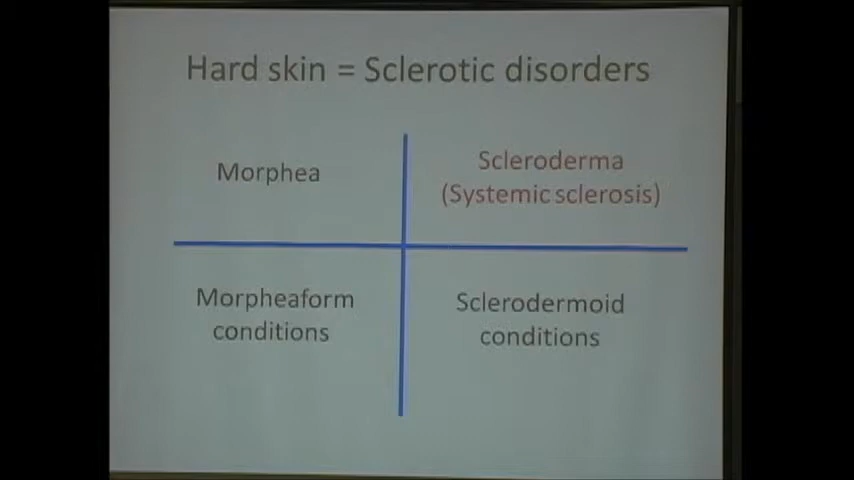 Hard skin = Sclerotic disorders
Morphea
Scleroderma
(Systemic sclerosis)
Morpheaform
conditions
Sclerodermoid
conditions